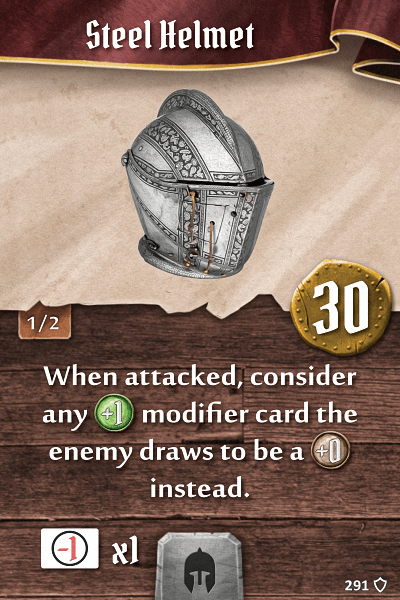 Steel Helmet
30
1/2
When attacked, consider
any +1 modifier card the
enemy draws to be a +0
instead.
-1 x1
291